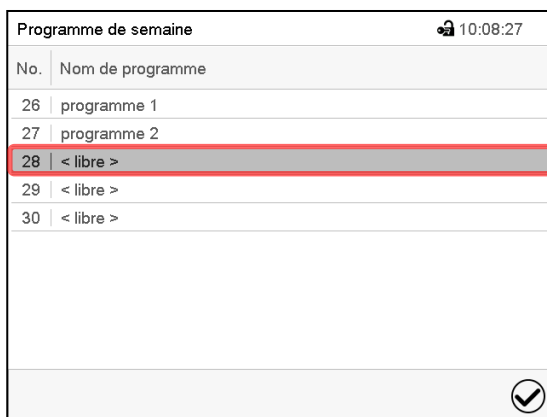 Programme de semaine 10:08:27
No. Nom de programme
26 programme 1
27 programme 2
28 < libre >
29 < libre >
30 < libre >